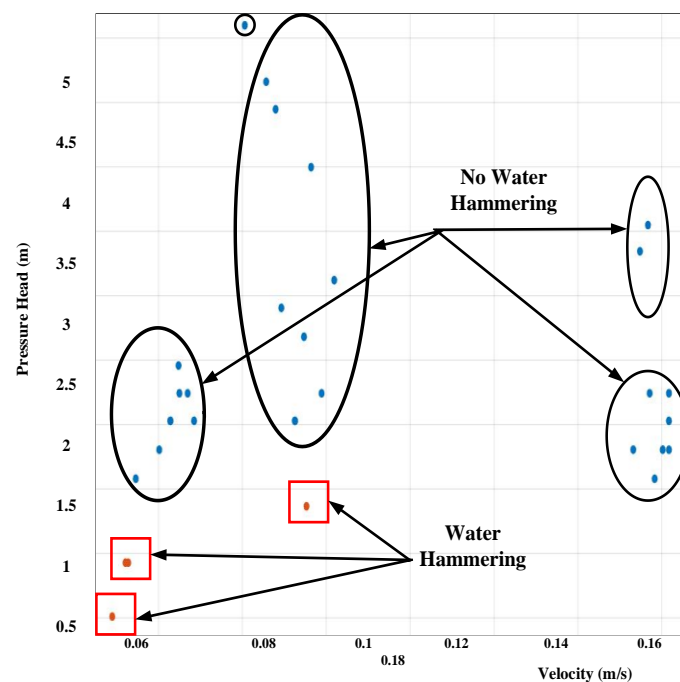 5
4.5
4
3.5
3
2.5
2
1.5
1
0.5
Pressure Head (m)
No Water
Hammering
Water
Hammering
0.06 0.08 0.1 0.12 0.14 0.16
0.18
Velocity (m/s)